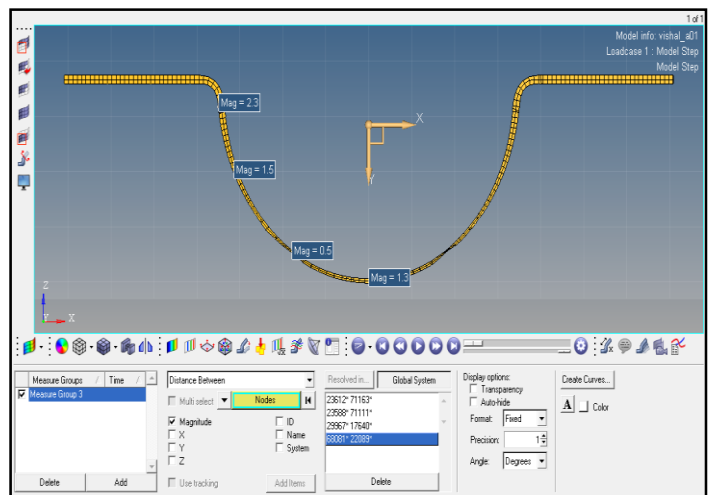 1 of 1
Model info: vishal_a01
Loadcase 1 : Model Step
Model Step
Mag = 2.3
X
Mag = 1.5
Y
Mag = 0.5
Mag = 1.3
Z
Y
X
Measure Groups / Time /
Measure Group 3
Delete
Add
Distance Between
Multi select
Nodes
Magnitude
ID
X
Name
Y
System
Z
Use tracking
Add Items
Resolved in...
Global System
23612* 71163*
23588* 71111*
29967* 17640*
68081* 22089*
Delete
Display options:
Transparency
Auto-hide
Format: Fixed
Precision: 1
Angle: Degrees
Create Curves...
A Color